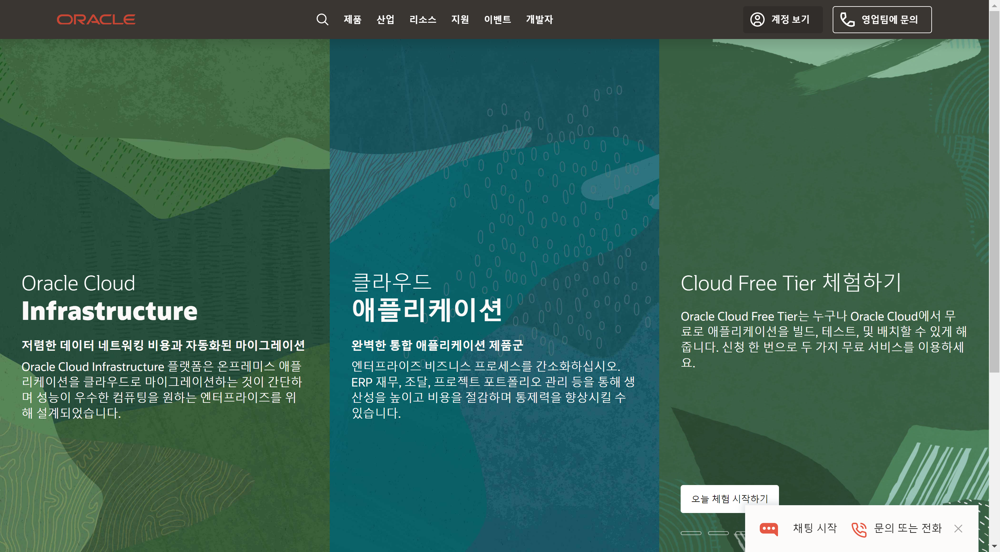 ORACLE
제품 산업 리소스 지원 이벤트 개발자
계정 보기
영업팀에 문의
Oracle Cloud
Infrastructure
저렴한 데이터 네트워킹 비용과 자동화된 마이그레이션
Oracle Cloud Infrastructure 플랫폼은 온프레미스 애플
리케이션을 클라우드로 마이그레이션하는 것이 간단하
며 성능이 우수한 컴퓨팅을 원하는 엔터프라이즈를 위
해 설계되었습니다.
클라우드
애플리케이션
완벽한 통합 애플리케이션 제품군
엔터프라이즈 비즈니스 프로세스를 간소화하십시오.
ERP 재무, 조달, 프로젝트 포트폴리오 관리 등을 통해 생
산성을 높이고 비용을 절감하며 통제력을 향상시킬 수
있습니다.
Cloud Free Tier 체험하기
Oracle Cloud Free Tier는 누구나 Oracle Cloud에서 무
료로 애플리케이션을 빌드, 테스트, 및 배치할 수 있게 해
줍니다. 신청 한 번으로 두 가지 무료 서비스를 이용하세
요.
오늘 체험 시작하기
채팅 시작
문의 또는 전화